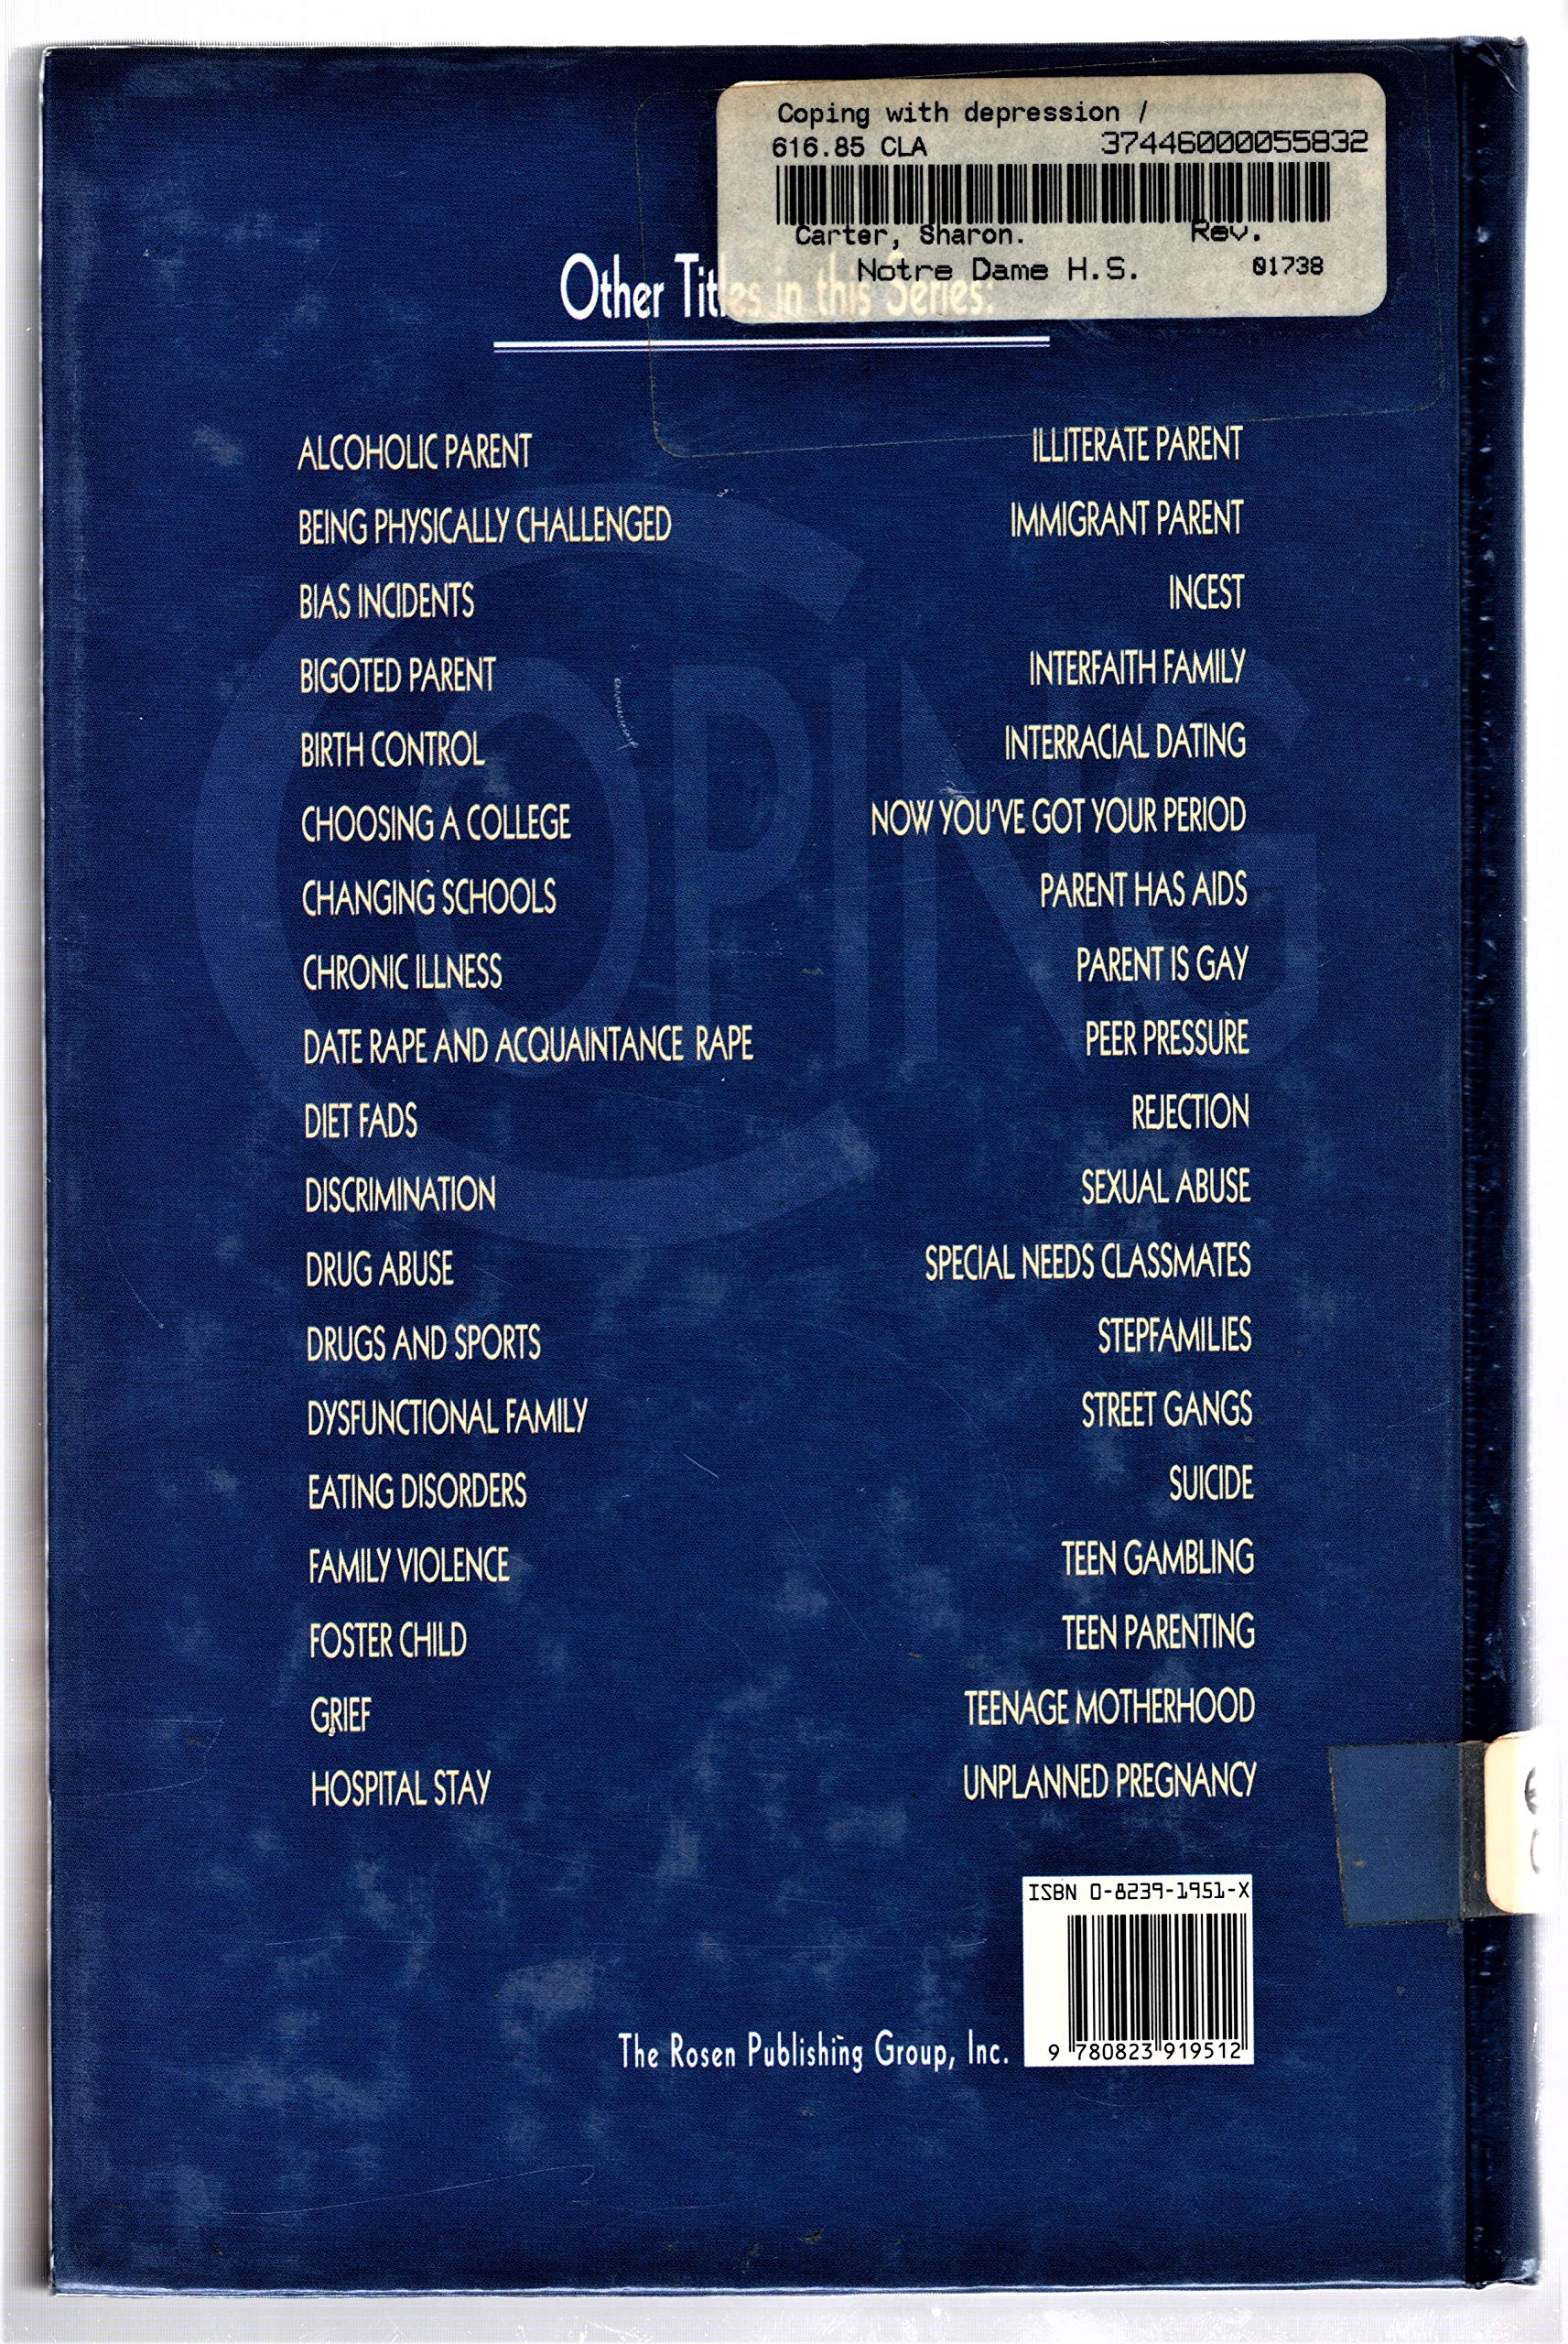 Coping with depression /
616.85 CLA 37446000055832
Carter, Sharon. Rev.
Notre Dame H.S. 01738
Other Titles in this Series:
COPING
ALCOHOLIC PARENT
BEING PHYSICALLY CHALLENGED
BIAS INCIDENTS
BIGOTED PARENT
BIRTH CONTROL
CHOOSING A COLLEGE
CHANGING SCHOOLS
CHRONIC ILLNESS
DATE RAPE AND ACQUAINTANCE RAPE
DIET FADS
DISCRIMINATION
DRUG ABUSE
DRUGS AND SPORTS
DYSFUNCTIONAL FAMILY
EATING DISORDERS
FAMILY VIOLENCE
FOSTER CHILD
GRIEF
HOSPITAL STAY
ILLITERATE PARENT
IMMIGRANT PARENT
INCEST
INTERFAITH FAMILY
INTERRACIAL DATING
NOW YOU'VE GOT YOUR PERIOD
PARENT HAS AIDS
PARENT IS GAY
PEER PRESSURE
REJECTION
SEXUAL ABUSE
SPECIAL NEEDS CLASSMATES
STEPFAMILIES
STREET GANGS
SUICIDE
TEEN GAMBLING
TEEN PARENTING
TEENAGE MOTHERHOOD
UNPLANNED PREGNANCY
ISBN 0-8239-1951-X
9 780823 919512
The Rosen Publishing Group, Inc.